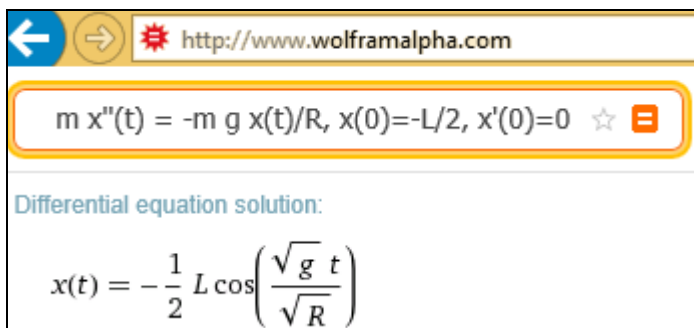 http://www.wolframalpha.com
m x"(t) = -m g x(t)/R, x(0)=-L/2, x'(0)=0
Differential equation solution:
x(t) = -1/2 L cos(√g t/√R)